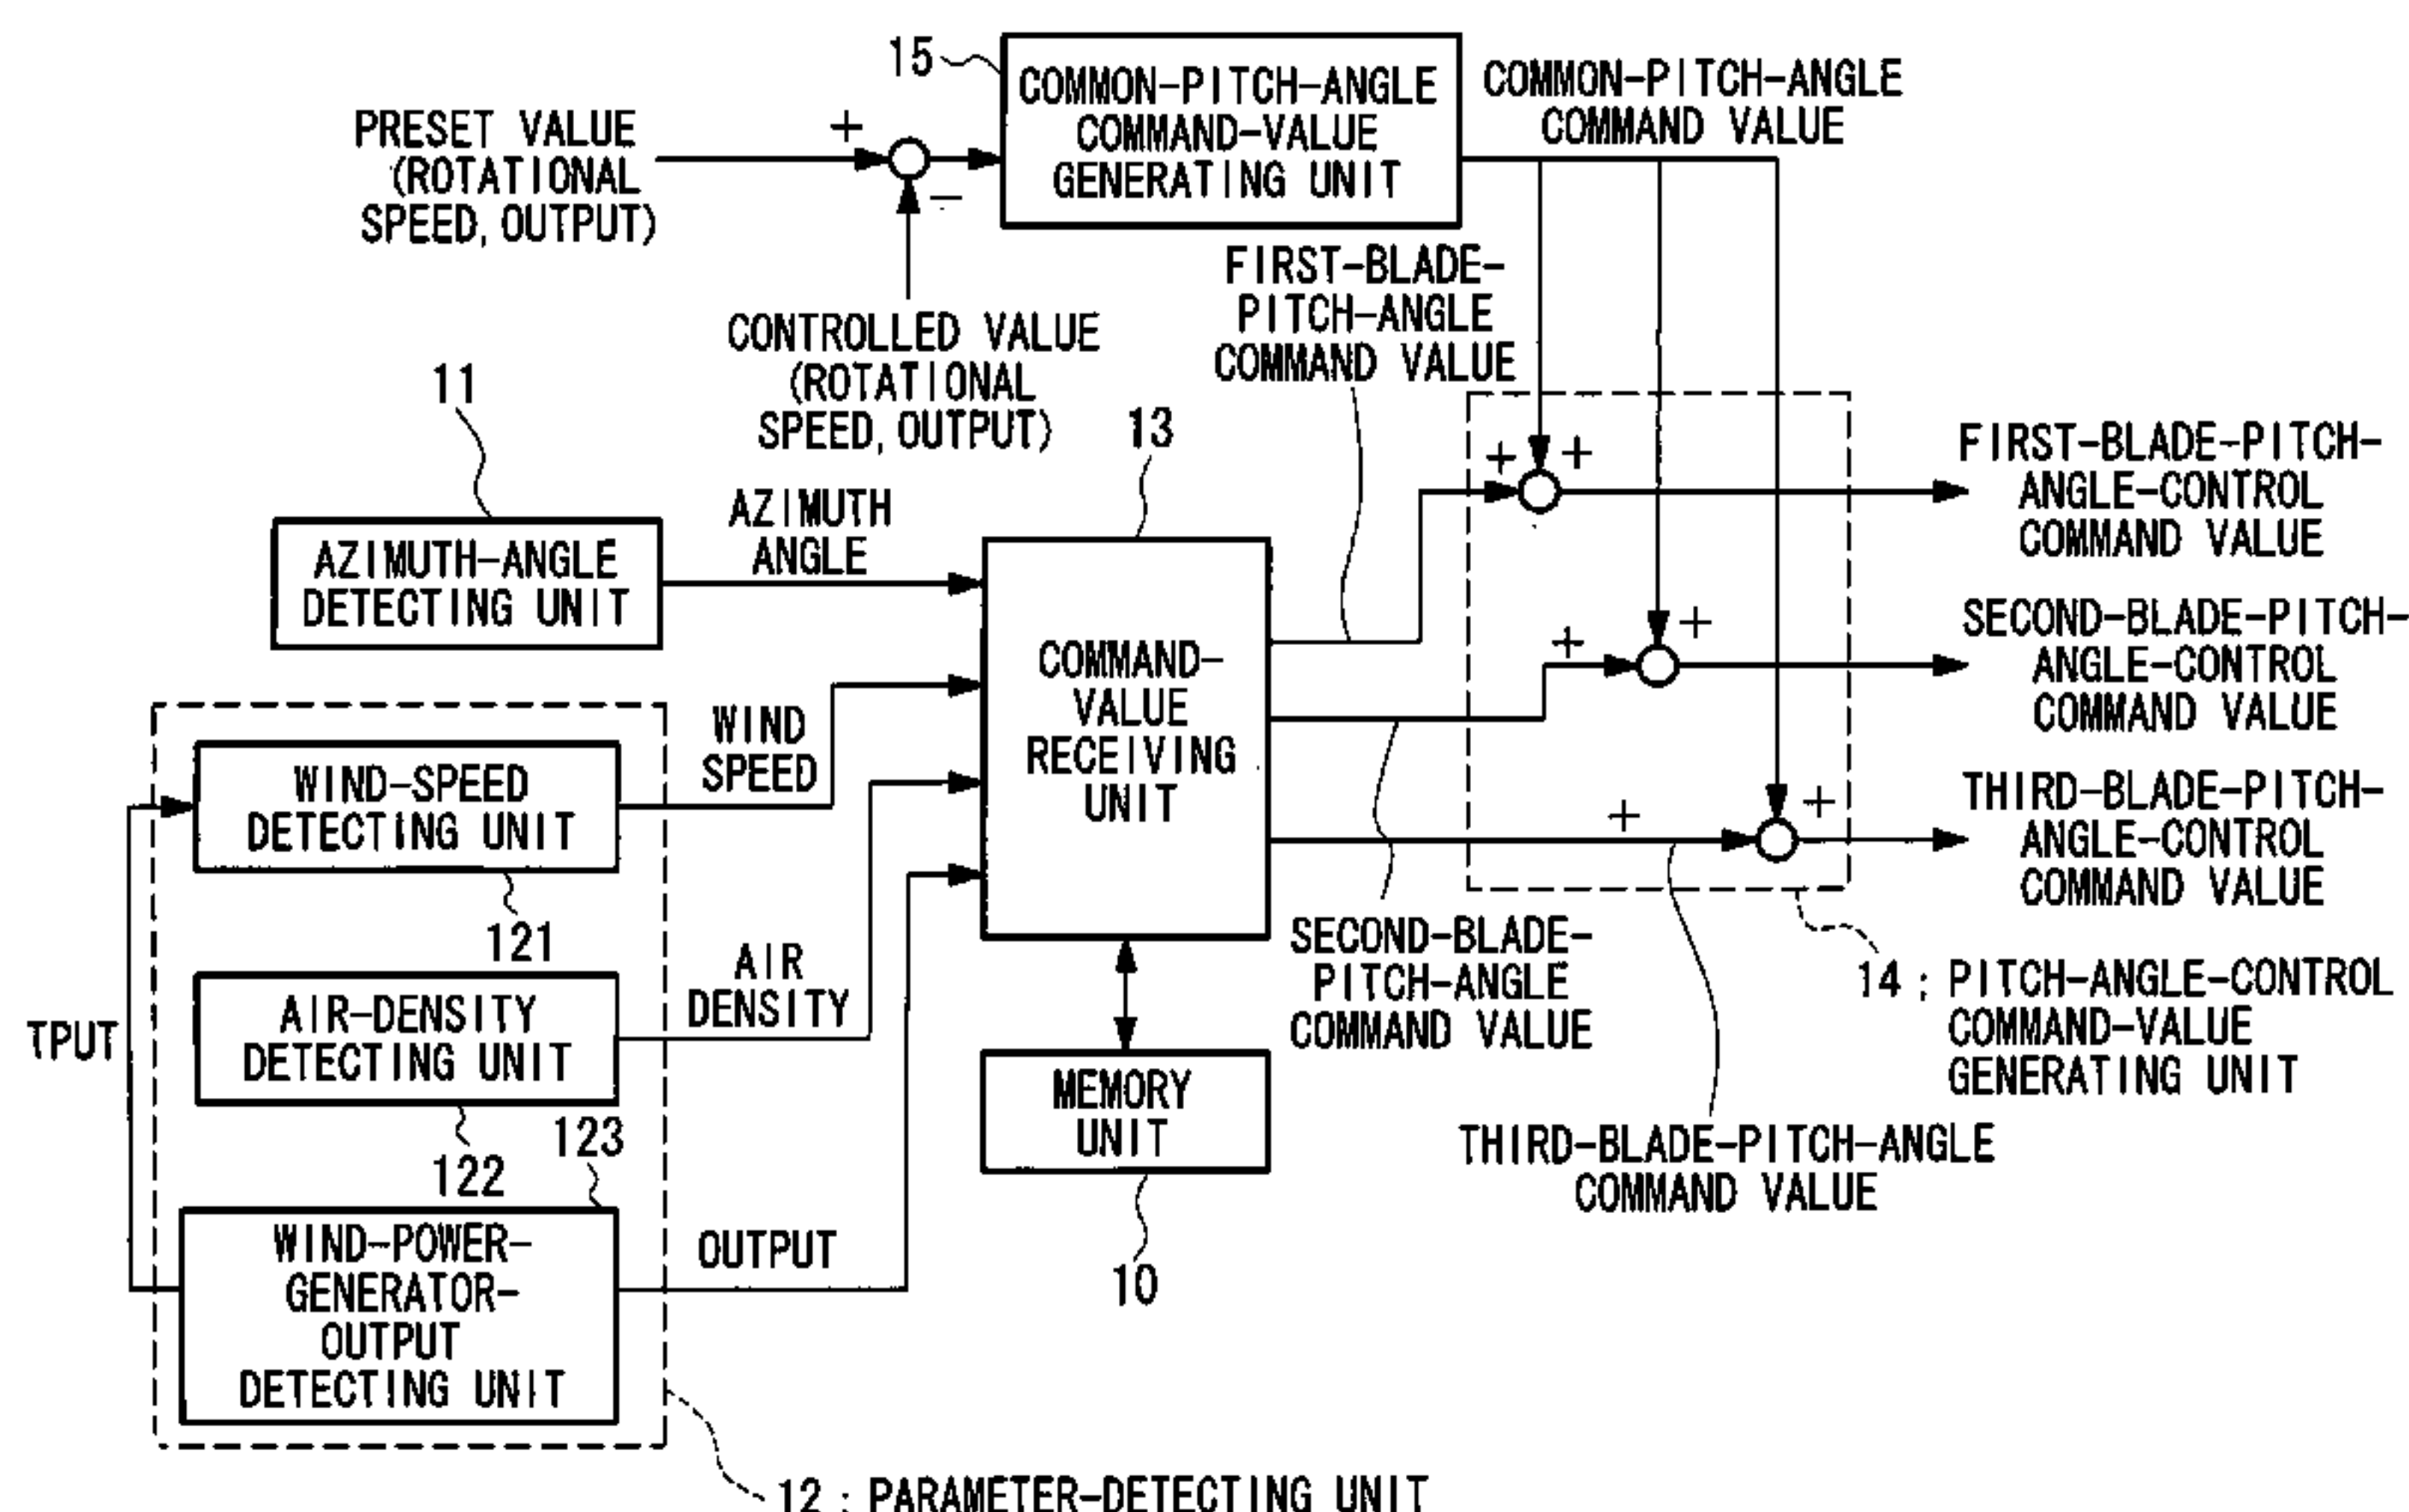 15
COMMON-PITCH-ANGLE
COMMAND-VALUE
GENERATING UNIT
COMMON-PITCH-ANGLE
COMMAND VALUE
PRESET VALUE
(ROTATIONAL
SPEED, OUTPUT)
+
−
CONTROLLED VALUE
(ROTATIONAL
SPEED, OUTPUT)
FIRST-BLADE-
PITCH-ANGLE
COMMAND VALUE
11
AZIMUTH-ANGLE
DETECTING UNIT
AZIMUTH
ANGLE
13
COMMAND-
VALUE
RECEIVING
UNIT
+ +
FIRST-BLADE-PITCH-
ANGLE-CONTROL
COMMAND VALUE
+ +
SECOND-BLADE-PITCH-
ANGLE-CONTROL
COMMAND VALUE
+ +
THIRD-BLADE-PITCH-
ANGLE-CONTROL
COMMAND VALUE
WIND-SPEED
DETECTING UNIT
121
WIND
SPEED
AIR-DENSITY
DETECTING UNIT
122
AIR
DENSITY
TPUT
123
WIND-POWER-
GENERATOR-
OUTPUT
DETECTING UNIT
OUTPUT
MEMORY
UNIT
10
SECOND-BLADE-
PITCH-ANGLE
COMMAND VALUE
THIRD-BLADE-PITCH-ANGLE
COMMAND VALUE
14 : PITCH-ANGLE-CONTROL
COMMAND-VALUE
GENERATING UNIT
12 : PARAMETER-DETECTING UNIT